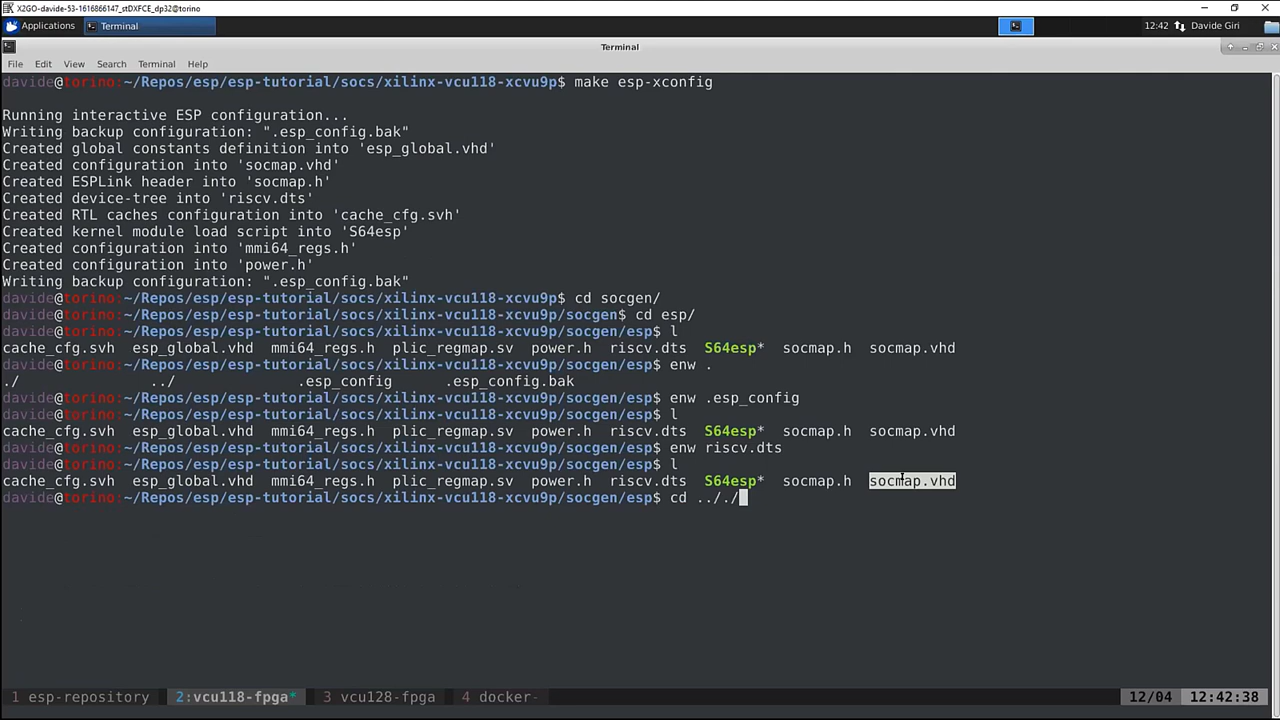 X2GO-davide-53-1616866147_stDXFCE_dp32@torino
Applications Terminal 12:42 Davide Giri
Terminal
File Edit View Terminal Search Help
davide@torino:~/Repos/esp/esp-tutorial/socs/xilinx-vcu118-xcvu9p$ make esp-xconfig
Running interactive ESP configuration...
Writing backup configuration: ".esp_config.bak"
Created global constants definition into 'esp_global.vhd'
Created configuration into 'socmap.vhd'
Created ESPLink header into 'socmap.h'
Created device-tree into 'riscv.dts'
Created RTL caches configuration into 'cache_cfg.svh'
Created kernel module load script into 'S64esp'
Created configuration into 'mmi64_regs.h'
Created configuration into 'power.h'
Writing backup configuration: ".esp_config.bak"
davide@torino:~/Repos/esp/esp-tutorial/socs/xilinx-vcu118-xcvu9p$ cd socgen/
davide@torino:~/Repos/esp/esp-tutorial/socs/xilinx-vcu118-xcvu9p/socgen$ cd esp/
davide@torino:~/Repos/esp/esp-tutorial/socs/xilinx-vcu118-xcvu9p/socgen/esp$ l
cache_cfg.svh esp_global.vhd mmi64_regs.h plic_regmap.sv power.h riscv.dts S64esp* socmap.h socmap.vhd
davide@torino:~/Repos/esp/esp-tutorial/socs/xilinx-vcu118-xcvu9p/socgen/esp$ enw .
./ ../ .esp_config .esp_config.bak
davide@torino:~/Repos/esp/esp-tutorial/socs/xilinx-vcu118-xcvu9p/socgen/esp$ enw .esp_config
davide@torino:~/Repos/esp/esp-tutorial/socs/xilinx-vcu118-xcvu9p/socgen/esp$ l
cache_cfg.svh esp_global.vhd mmi64_regs.h plic_regmap.sv power.h riscv.dts S64esp* socmap.h socmap.vhd
davide@torino:~/Repos/esp/esp-tutorial/socs/xilinx-vcu118-xcvu9p/socgen/esp$ enw riscv.dts
davide@torino:~/Repos/esp/esp-tutorial/socs/xilinx-vcu118-xcvu9p/socgen/esp$ l
cache_cfg.svh esp_global.vhd mmi64_regs.h plic_regmap.sv power.h riscv.dts S64esp* socmap.h socmap.vhd
davide@torino:~/Repos/esp/esp-tutorial/socs/xilinx-vcu118-xcvu9p/socgen/esp$ cd .././
1 esp-repository 2:vcu118-fpga* 3 vcu128-fpga 4 docker- 12/04 12:42:38